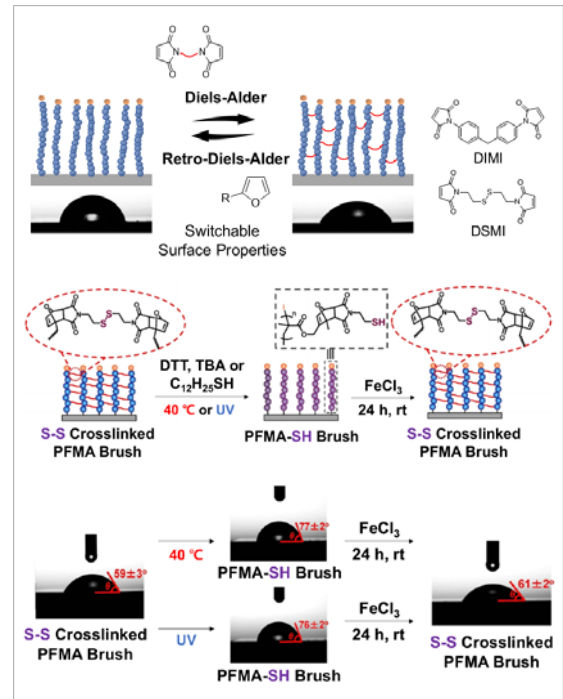 Diels-Alder
Retro-Diels-Alder
Switchable
Surface Properties
DIMI
DSMI
DTT, TBA or
C₁₂H₂₅SH
40 ℃ or UV
FeCl₃
24 h, rt
S-S Crosslinked
PFMA Brush
PFMA-SH Brush
S-S Crosslinked
PFMA Brush
59±3°
θ
S-S Crosslinked
PFMA Brush
40 ℃
77±2°
θ
PFMA-SH Brush
FeCl₃
24 h, rt
UV
76±2°
θ
PFMA-SH Brush
FeCl₃
24 h, rt
61±2°
θ
S-S Crosslinked
PFMA Brush